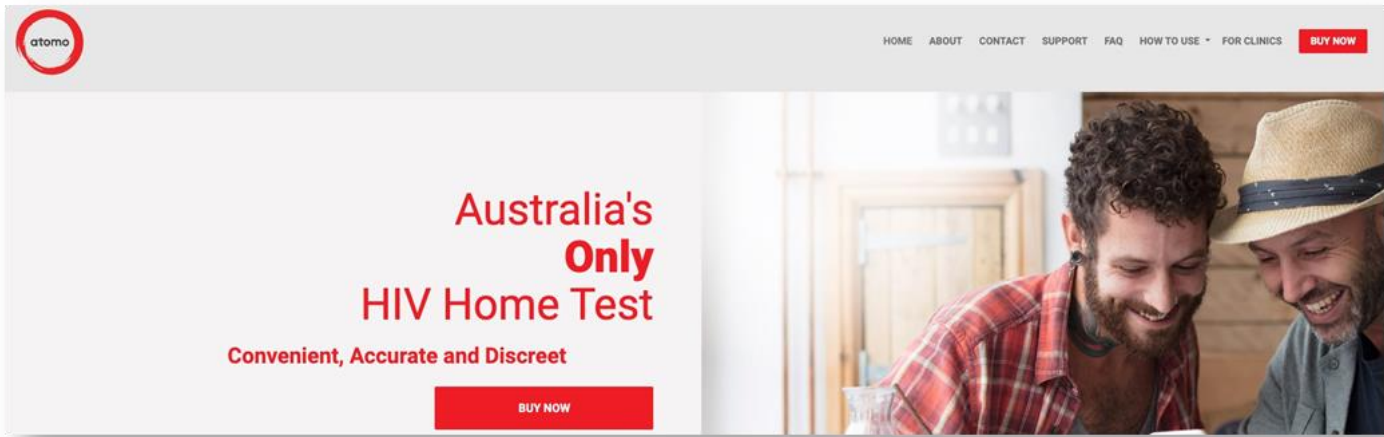 atomo
HOME ABOUT CONTACT SUPPORT FAQ HOW TO USE FOR CLINICS BUY NOW
Australia's
Only
HIV Home Test
Convenient, Accurate and Discreet
BUY NOW